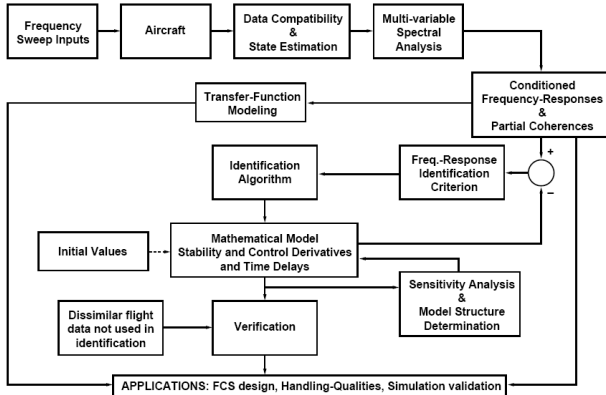 Frequency
Sweep Inputs
Aircraft
Data Compatibility
&
State Estimation
Multi-variable
Spectral
Analysis
Conditioned
Frequency-Responses
&
Partial Coherences
Transfer-Function
Modeling
+
−
Freq.-Response
Identification
Criterion
Identification
Algorithm
Mathematical Model
Stability and Control Derivatives
and Time Delays
Initial Values
Sensitivity Analysis
&
Model Structure
Determination
Dissimilar flight
data not used in
identification
Verification
APPLICATIONS: FCS design, Handling-Qualities, Simulation validation